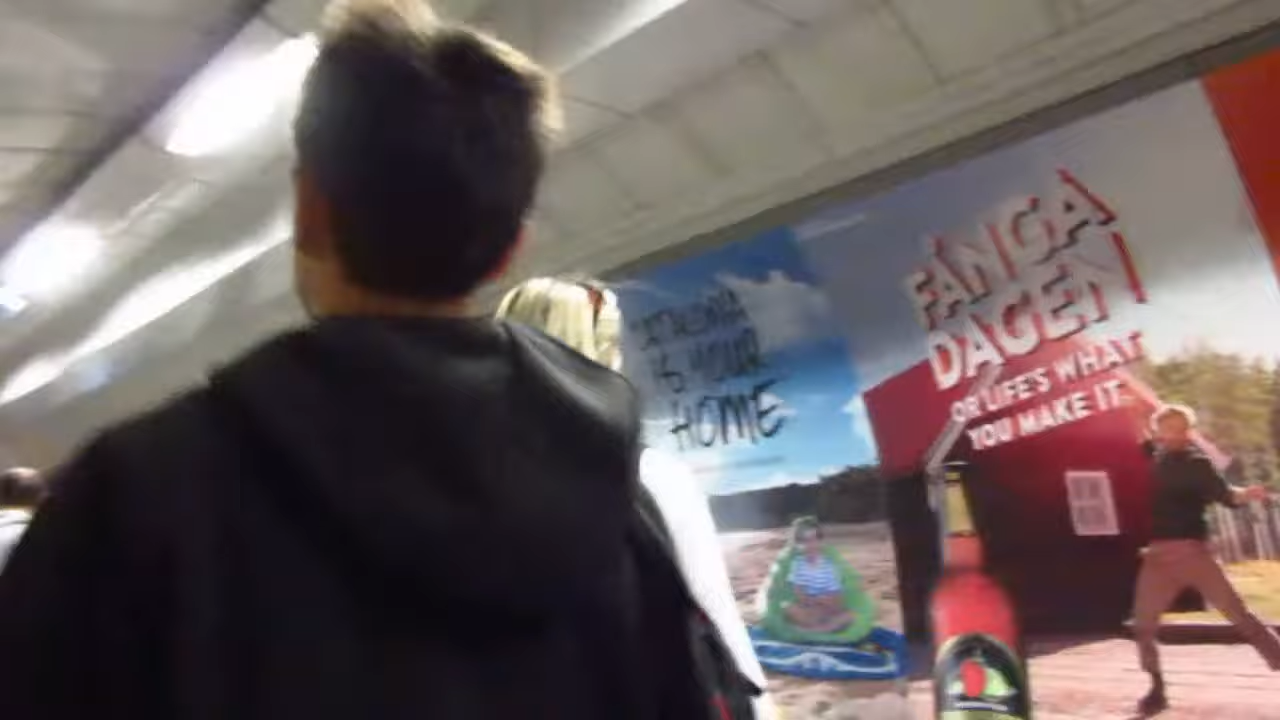 IS YOUR
HOME
FÅNGA
DAGEN
OR LIFE'S WHAT
YOU MAKE IT